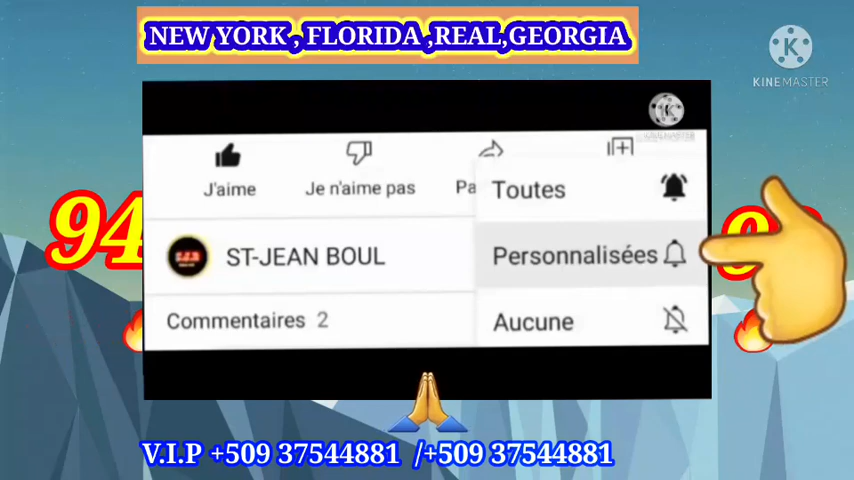 NEW YORK , FLORIDA ,REAL,GEORGIA
KINEMASTER
J'aime
Je n'aime pas
Pa
Toutes
94
ST-JEAN BOUL
Personnalisées
Commentaires 2
Aucune
V.I.P +509 37544881 /+509 37544881